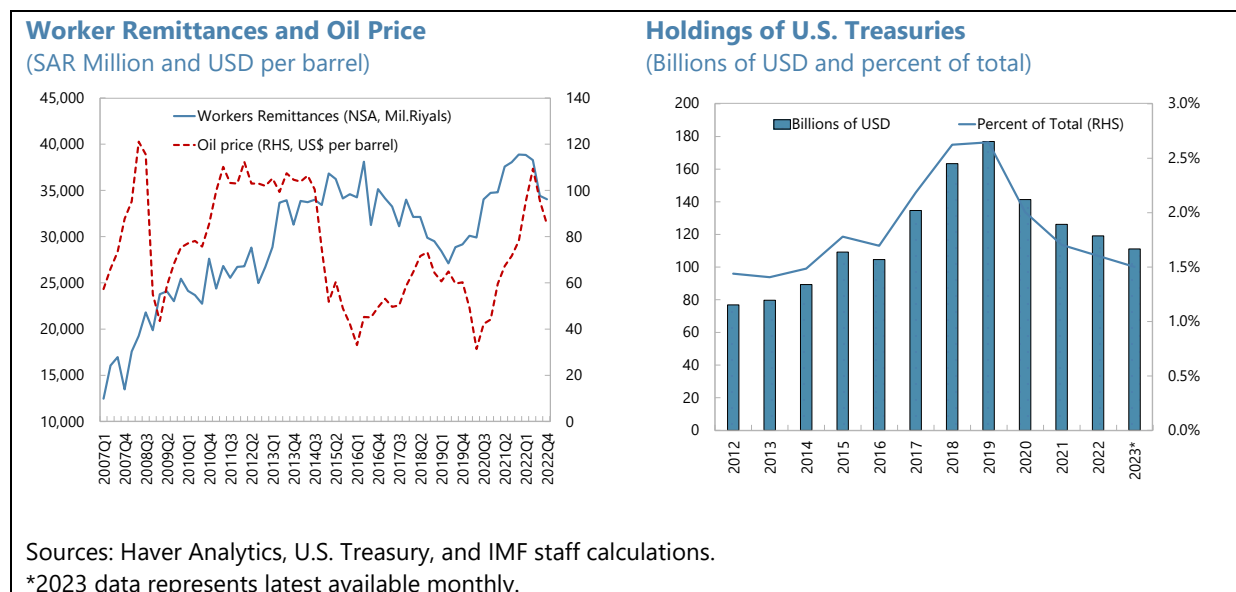 Worker Remittances and Oil Price
(SAR Million and USD per barrel)
45,000
40,000
35,000
30,000
25,000
20,000
15,000
10,000
140
120
100
80
60
40
20
0
Workers Remittances (NSA, Mil.Riyals)
Oil price (RHS, US$ per barrel)
2007Q1
2007Q4
2008Q3
2009Q2
2010Q1
2010Q4
2011Q3
2012Q2
2013Q1
2013Q4
2014Q3
2015Q2
2016Q1
2016Q4
2017Q3
2018Q2
2019Q1
2019Q4
2020Q3
2021Q2
2022Q1
2022Q4
Holdings of U.S. Treasuries
(Billions of USD and percent of total)
200
180
160
140
120
100
80
60
40
20
0
3.0%
2.5%
2.0%
1.5%
1.0%
0.5%
0.0%
Billions of USD
Percent of Total (RHS)
2012
2013
2014
2015
2016
2017
2018
2019
2020
2021
2022
2023*
Sources: Haver Analytics, U.S. Treasury, and IMF staff calculations.
*2023 data represents latest available monthly.